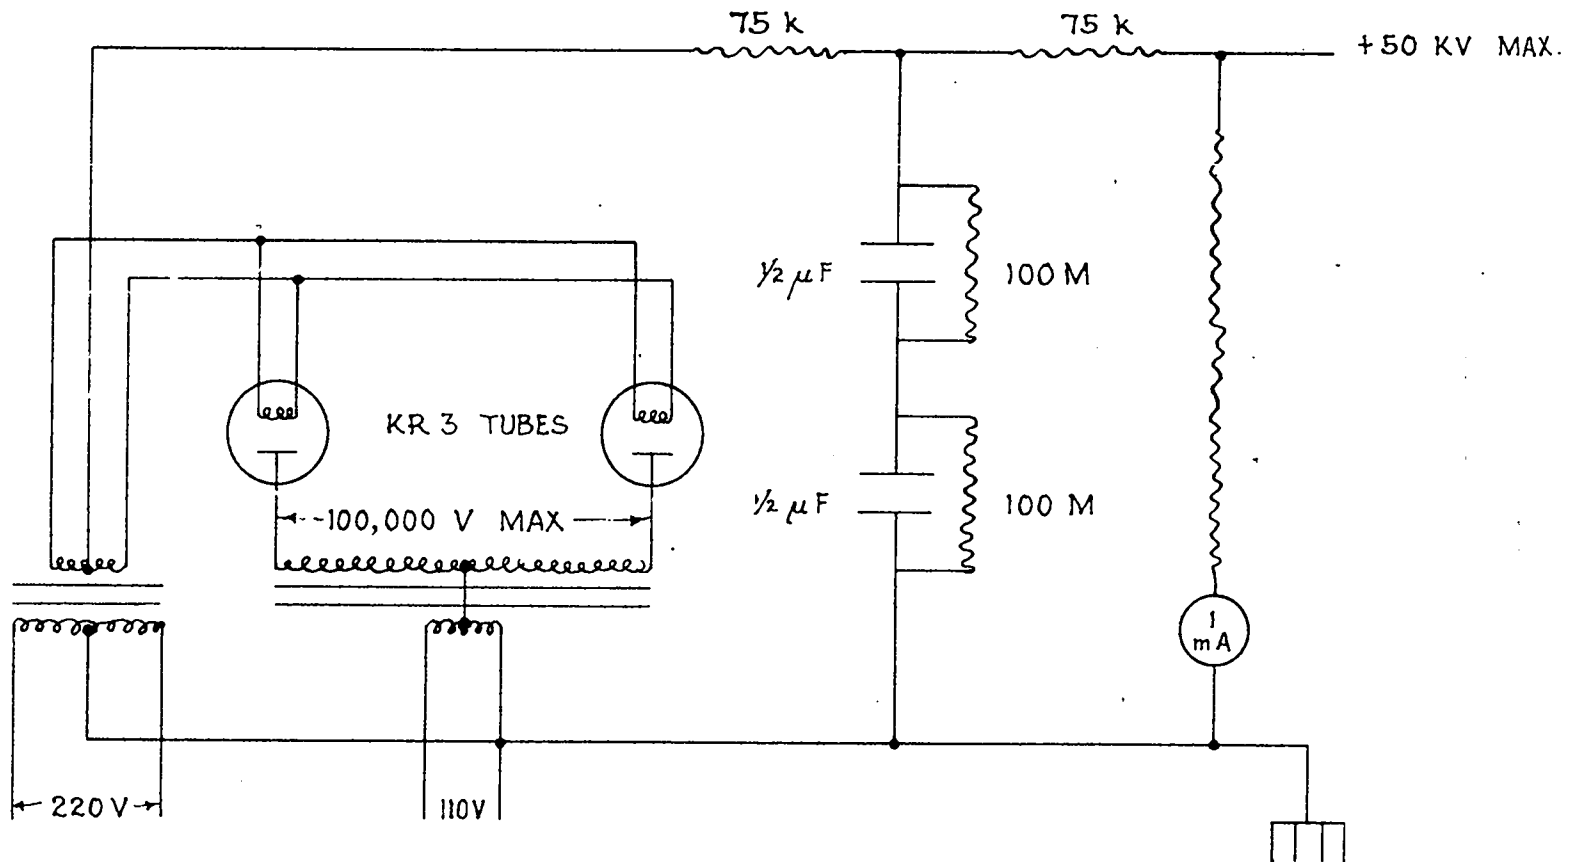 75 k
75 k
+50 KV MAX.
½ µF
100 M
KR 3 TUBES
½ µF
100 M
100,000 V MAX
1
mA
220 V
110V